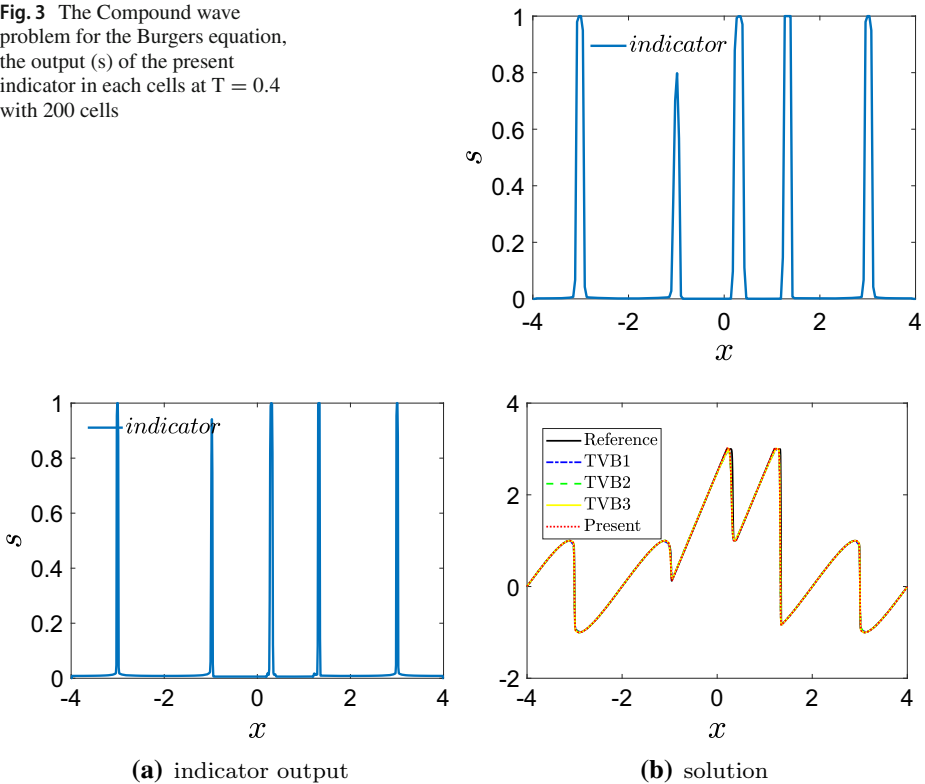 Fig. 3 The Compound wave
problem for the Burgers equation,
the output (s) of the present
indicator in each cells at T = 0.4
with 200 cells
1
0.8
0.6
0.4
0.2
0
s
indicator
-4 -2 0 2 4
x
1
0.8
0.6
0.4
0.2
0
s
indicator
-4 -2 0 2 4
x
(a) indicator output
4
2
0
-2
Reference
TVB1
TVB2
TVB3
Present
-4 -2 0 2 4
x
(b) solution